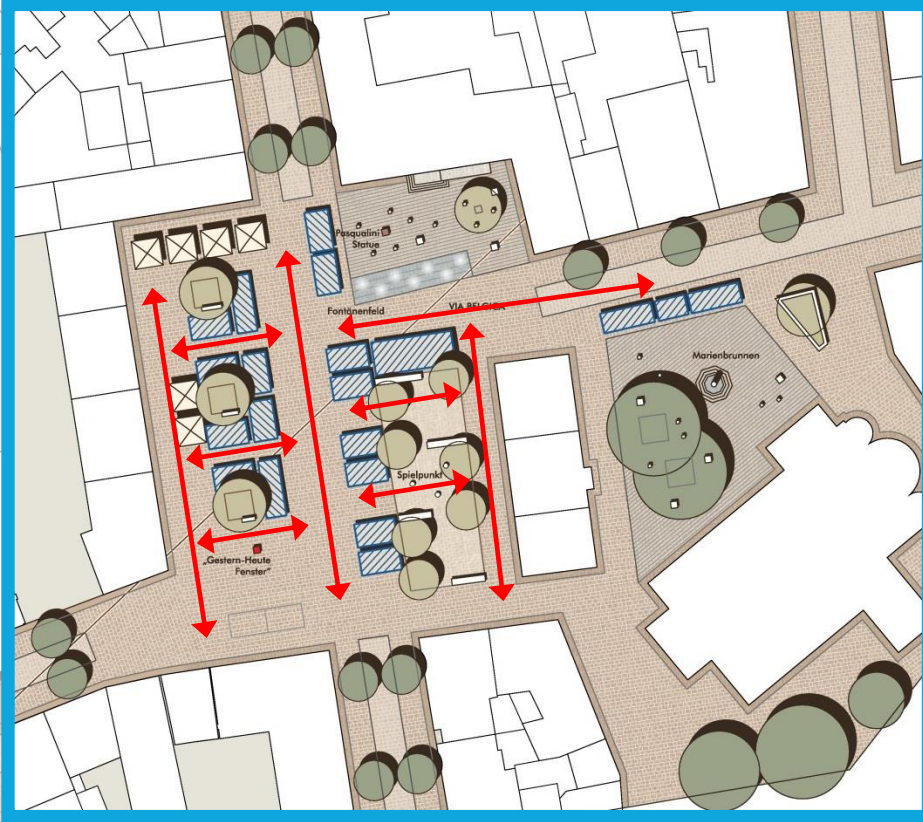 Pasqualini
Statue
Fontänenfeld
VIA BELGICA
Marienbrunnen
Spielpunkt
„Gestern-Heute
Fenster"